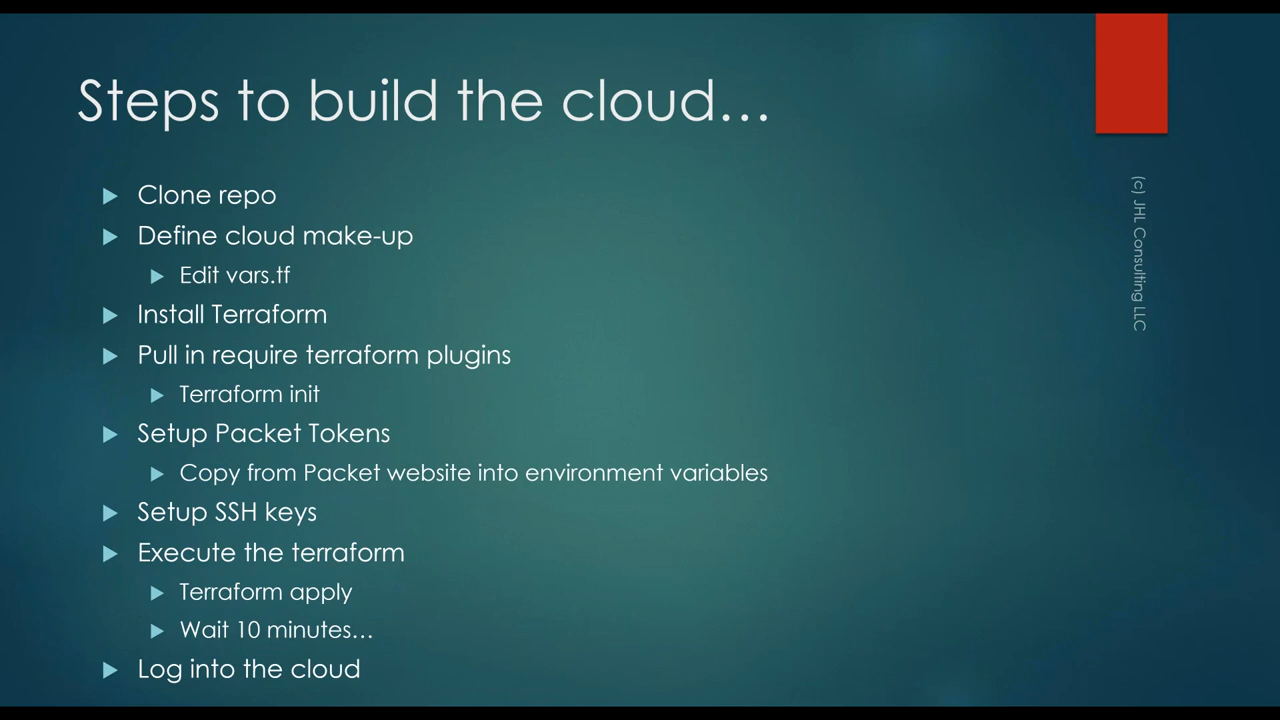 Steps to build the cloud...
Clone repo
Define cloud make-up
Edit vars.tf
Install Terraform
Pull in require terraform plugins
Terraform init
Setup Packet Tokens
Copy from Packet website into environment variables
Setup SSH keys
Execute the terraform
Terraform apply
Wait 10 minutes...
Log into the cloud
(c) JHL Consulting LLC